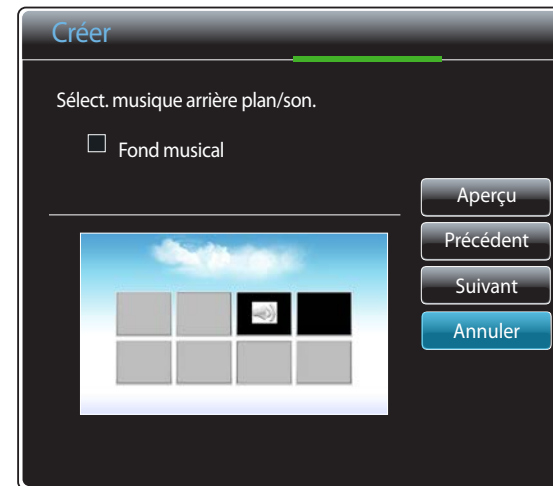 Créer
Sélect. musique arrière plan/son.
Fond musical
Aperçu
Précédent
Suivant
Annuler